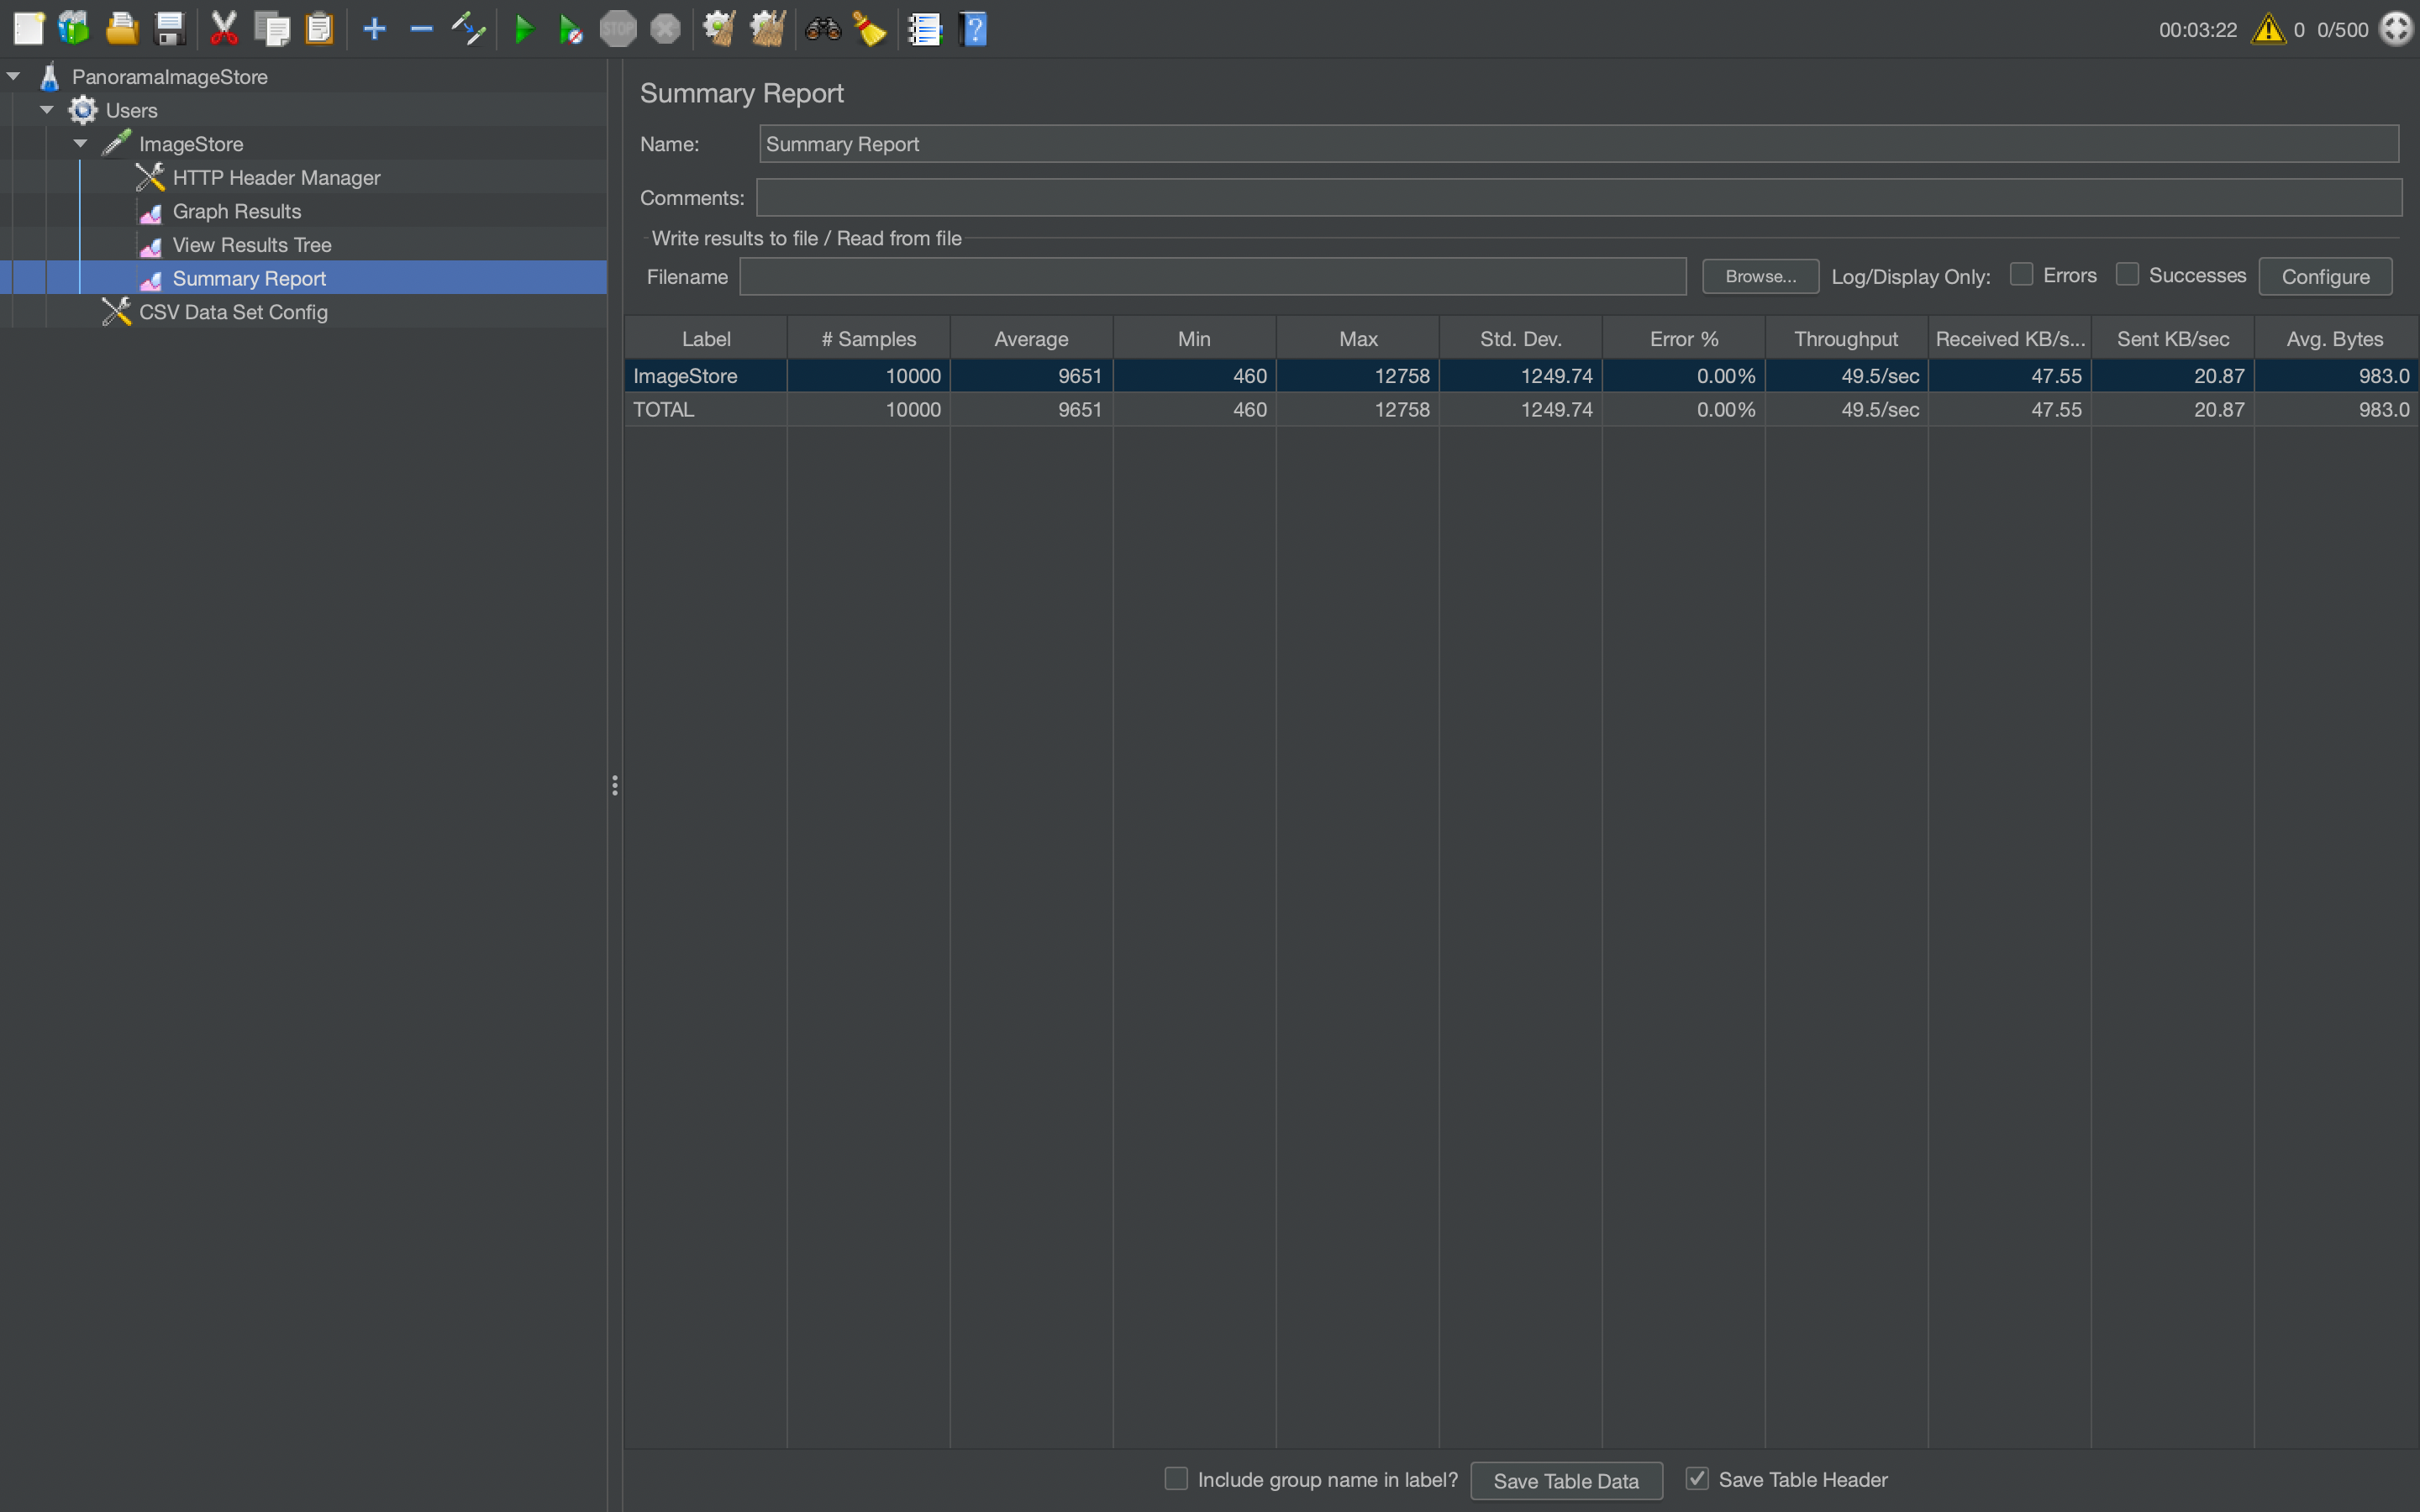 00:03:22 0 0/500
PanoramaImageStore
Users
ImageStore
HTTP Header Manager
Graph Results
View Results Tree
Summary Report
CSV Data Set Config
Summary Report
Name: Summary Report
Comments:
Write results to file / Read from file
Filename Browse... Log/Display Only: Errors Successes Configure
Label # Samples Average Min Max Std. Dev. Error % Throughput Received KB/s... Sent KB/sec Avg. Bytes
ImageStore 10000 9651 460 12758 1249.74 0.00% 49.5/sec 47.55 20.87 983.0
TOTAL 10000 9651 460 12758 1249.74 0.00% 49.5/sec 47.55 20.87 983.0
Include group name in label? Save Table Data Save Table Header